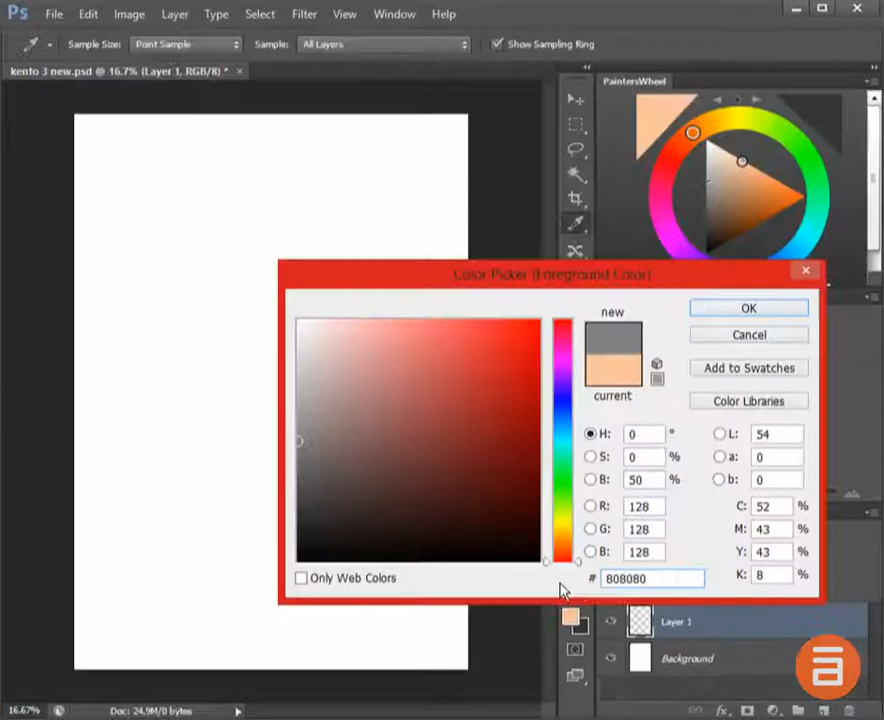 Ps File Edit Image Layer Type Select Filter View Window Help
Sample Size: Point Sample Sample: All Layers Show Sampling Ring
kento 3 new.psd @ 16.7% (Layer 1, RGB/8) * ×
PaintersWheel
Color Picker (Foreground Color)
new
OK
Cancel
Add to Swatches
current
Color Libraries
H: 0 ° L: 54
S: 0 % a: 0
B: 50 % b: 0
R: 128 C: 52 %
G: 129 M: 43 %
B: 128 Y: 43 %
Only Web Colors # 808080 K: 8 %
Layer 1
Background
ā
16.67% Doc: 24.9M/0 bytes
fx